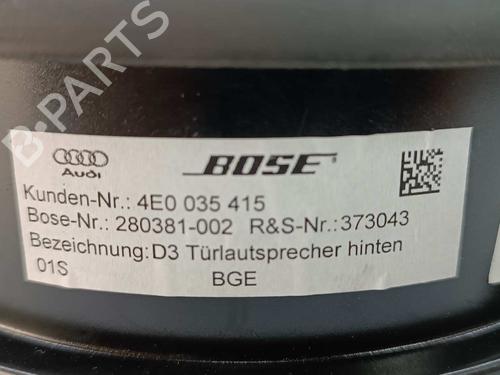 Audi BOSE
Kunden-Nr.: 4E0 035 415
Bose-Nr.: 280381-002 R&S-Nr.:373043
Bezeichnung:D3 Türlautsprecher hinten
01S BGE
B-PARTS